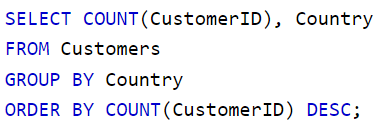 SELECT COUNT(CustomerID), Country
FROM Customers
GROUP BY Country
ORDER BY COUNT(CustomerID) DESC;